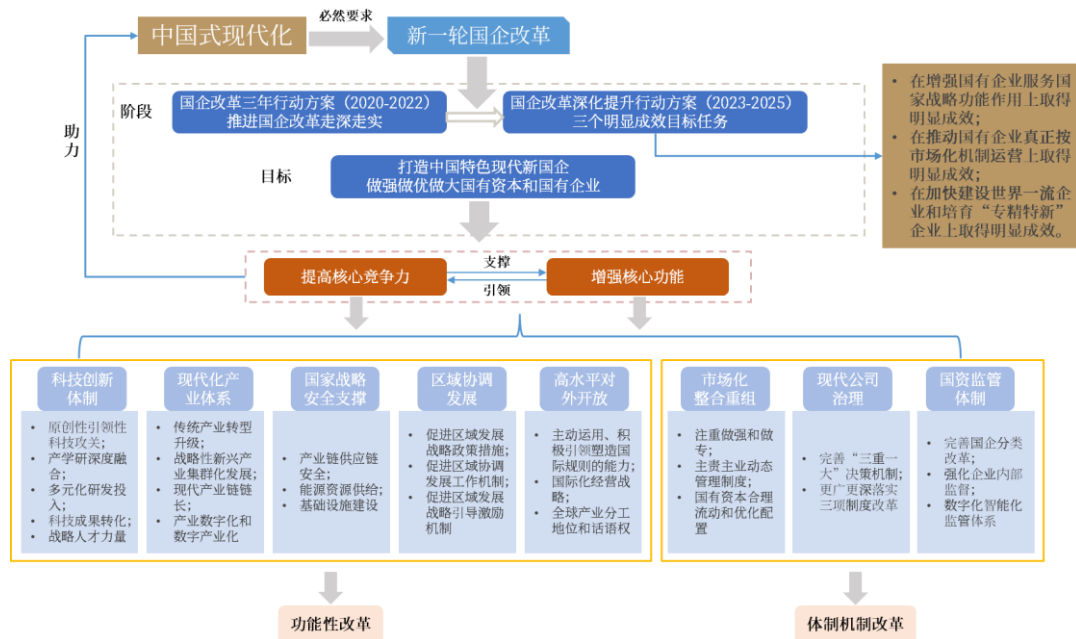 中国式现代化
必然要求
新一轮国企改革
助力
阶段
国企改革三年行动方案（2020-2022）
推进国企改革走深走实
国企改革深化提升行动方案（2023-2025）
三个明显成效目标任务
目标
打造中国特色现代新国企
做强做优做大国有资本和国有企业
• 在增强国有企业服务国
家战略功能作用上取得
明显成效；
• 在推动国有企业真正按
市场化机制运营上取得
明显成效；
• 在加快建设世界一流企
业和培育“专精特新”
企业上取得明显成效。
提高核心竞争力
支撑
引领
增强核心功能
科技创新
体制
• 原创性引领性
科技攻关；
• 产学研深度融
合；
• 多元化研发投
入；
• 科技成果转化；
• 战略人才力量
现代化产
业体系
• 传统产业转型
升级；
• 战略性新兴产
业集群化发展；
• 现代产业链链
长；
• 产业数字化和
数字产业化
国家战略
安全支撑
• 产业链供应链
安全；
• 能源资源供给；
• 基础设施建设
区域协调
发展
• 促进区域发展
战略政策措施；
• 促进区域协调
发展工作机制；
• 促进区域发展
战略引导激励
机制
高水平对
外开放
• 主动运用、积
极引领塑造国
际规则的能力；
• 国际化经营战
略；
• 全球产业分工
地位和话语权
市场化
整合重组
• 注重做强和做
专；
• 主责主业动态
管理制度；
• 国有资本合理
流动和优化配
置
现代公司
治理
• 完善“三重一
大”决策机制；
• 更广更深落实
三项制度改革
国资监管
体制
• 完善国企分类
改革；
• 强化企业内部
监督；
• 数字化智能化
监管体系
功能性改革
体制机制改革